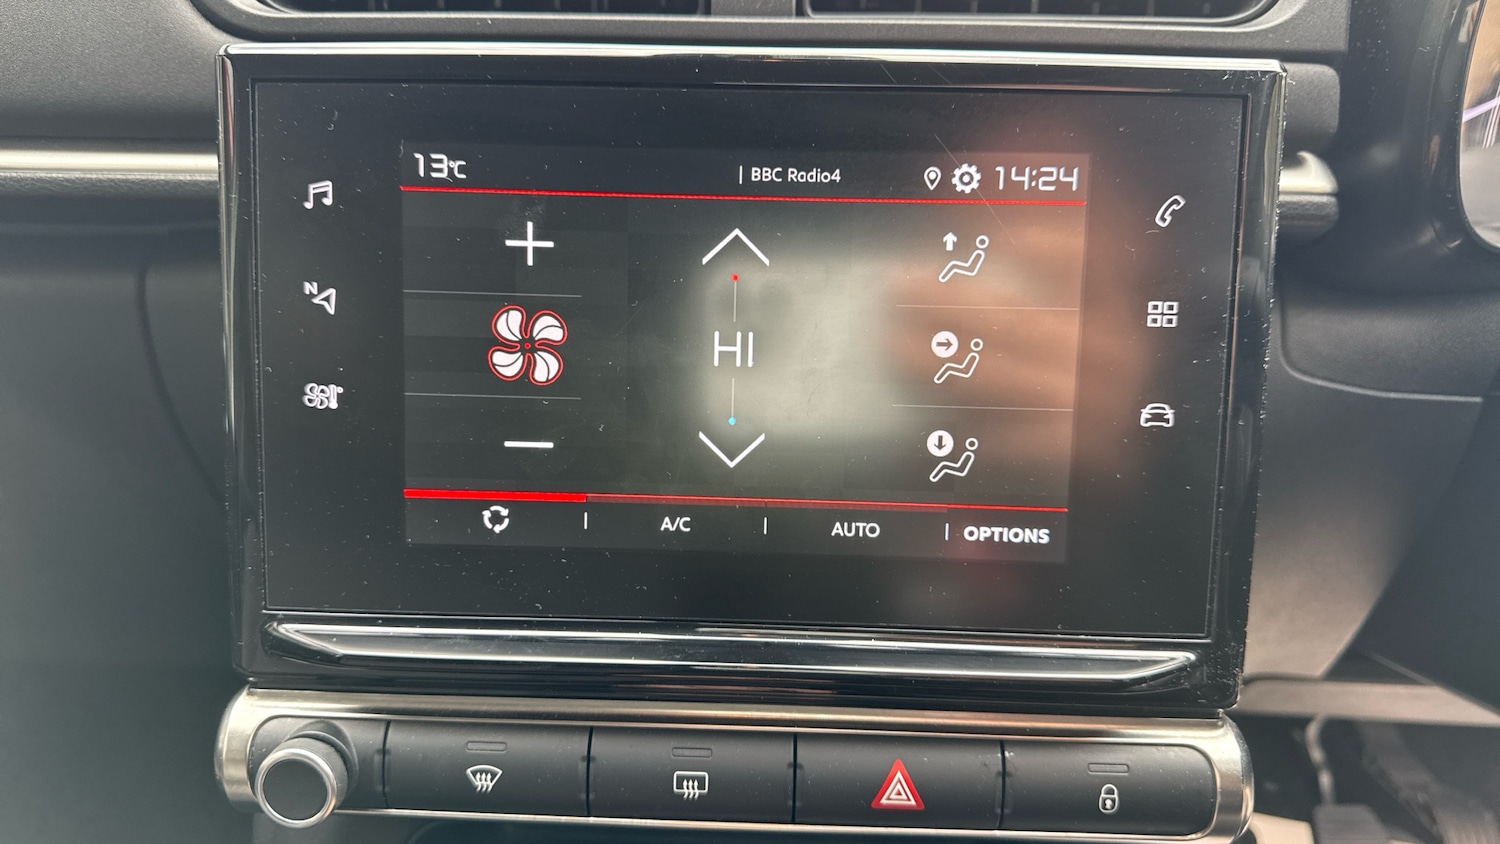 13°C
| BBC Radio4
14:24
N
HI
A/C
AUTO
OPTIONS